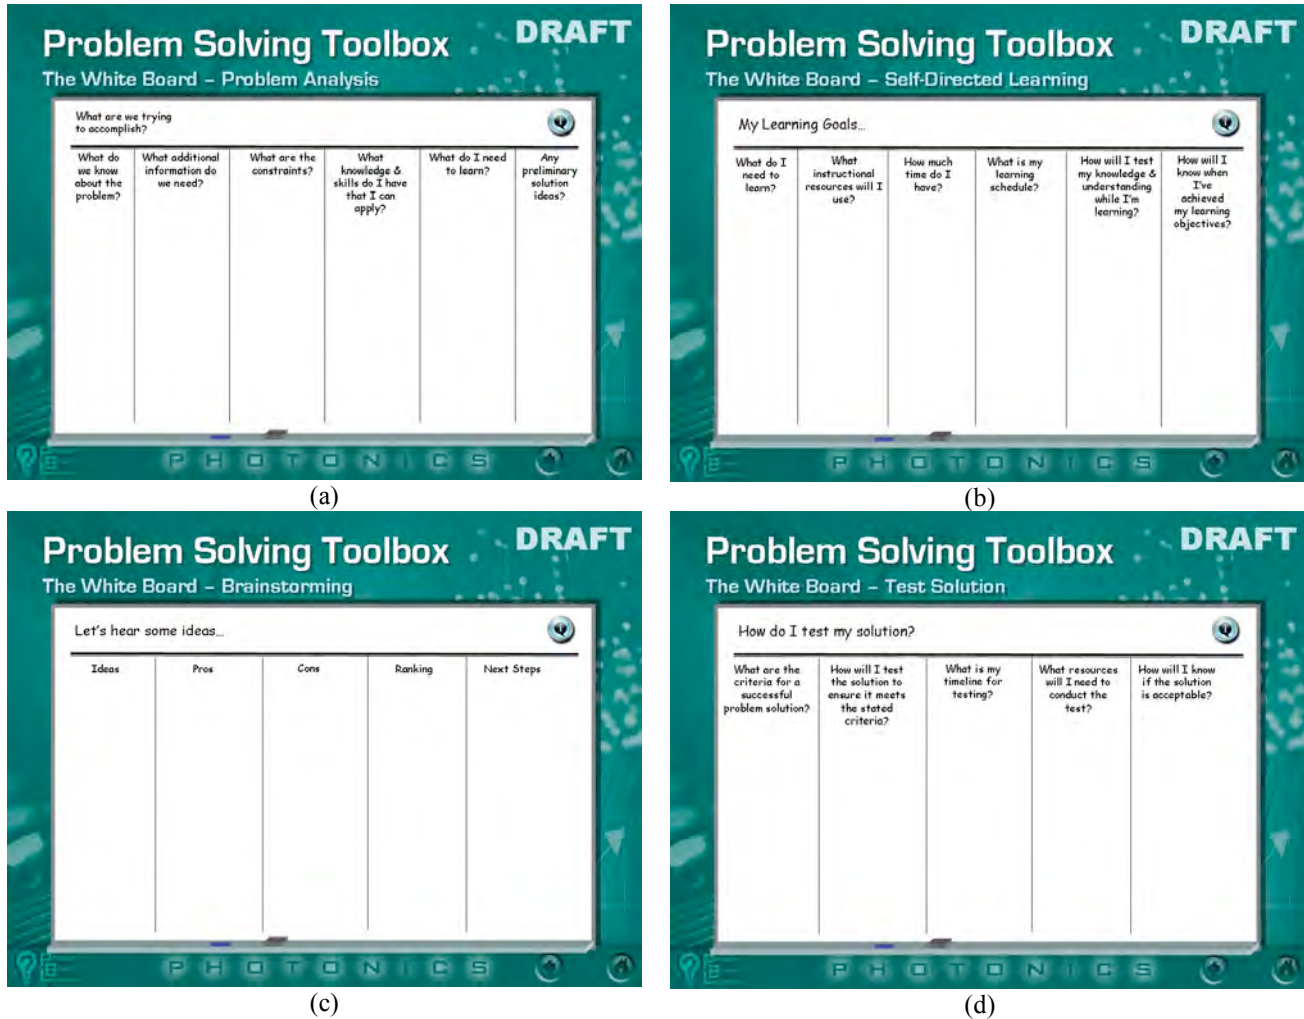 Problem Solving Toolbox
DRAFT
The White Board – Problem Analysis
What are we trying
to accomplish?
What do
we know
about the
problem?
What additional
information do
we need?
What are the
constraints?
What
knowledge &
skills do I have
that I can
apply?
What do I need
to learn?
Any
preliminary
solution
ideas?
PHOTONICS
(a)
Problem Solving Toolbox
DRAFT
The White Board – Self-Directed Learning
My Learning Goals...
What do I
need to
learn?
What
instructional
resources will I
use?
How much
time do I
have?
What is my
learning
schedule?
How will I test
my knowledge &
understanding
while I'm
learning?
How will I
know when
I've
achieved
my learning
objectives?
PHOTONICS
(b)
Problem Solving Toolbox
DRAFT
The White Board – Brainstorming
Let's hear some ideas...
Ideas
Pros
Cons
Ranking
Next Steps
PHOTONICS
(c)
Problem Solving Toolbox
DRAFT
The White Board – Test Solution
How do I test my solution?
What are the
criteria for a
successful
problem solution?
How will I test
the solution to
ensure it meets
the stated
criteria?
What is my
timeline for
testing?
What resources
will I need to
conduct the
test?
How will I know
if the solution
is acceptable?
PHOTONICS
(d)